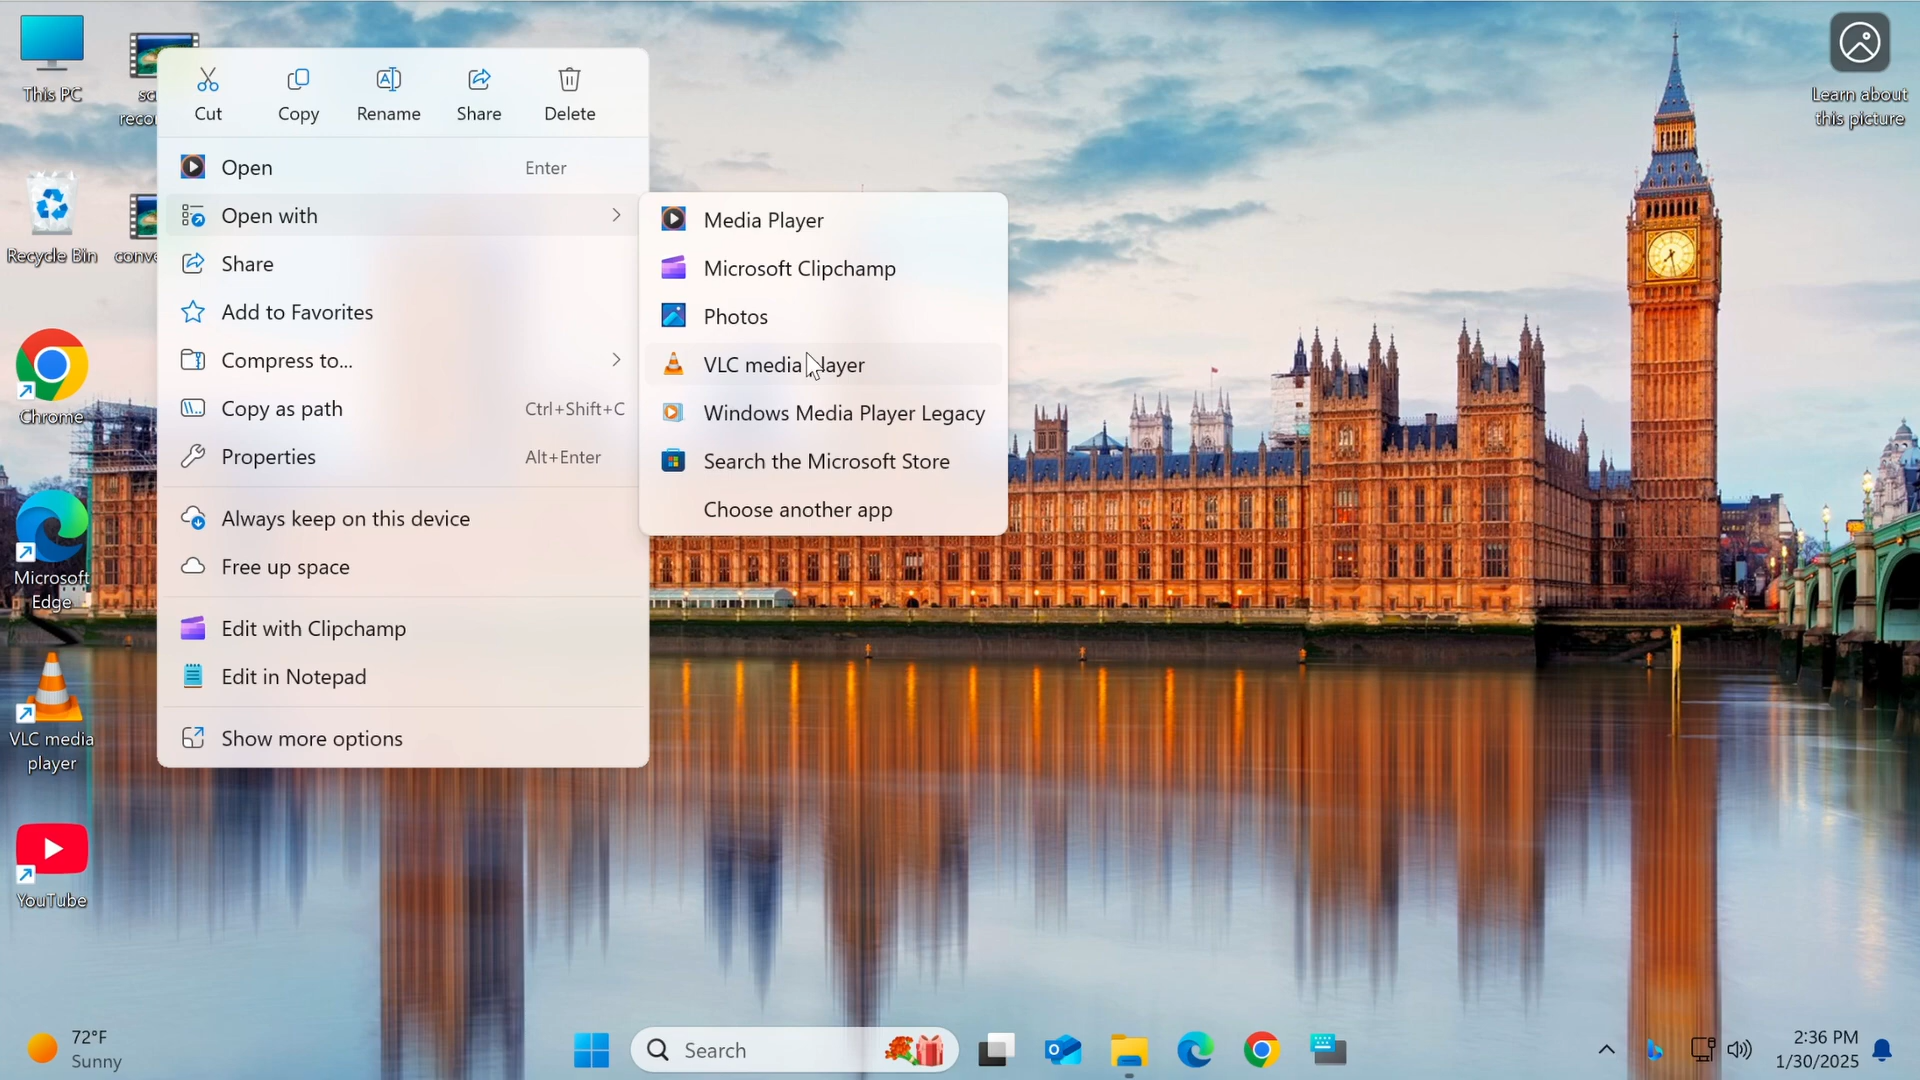 This PC
Recycle Bin
Chrome
Microsoft
Edge
VLC media
player
YouTube
Cut
Copy
Rename
Share
Delete
Open Enter
Open with
Share
Add to Favorites
Compress to...
Copy as path Ctrl+Shift+C
Properties Alt+Enter
Always keep on this device
Free up space
Edit with Clipchamp
Edit in Notepad
Show more options
Media Player
Microsoft Clipchamp
Photos
VLC media player
Windows Media Player Legacy
Search the Microsoft Store
Choose another app
Learn about
this picture
72°F
Sunny
Search
2:36 PM
1/30/2025